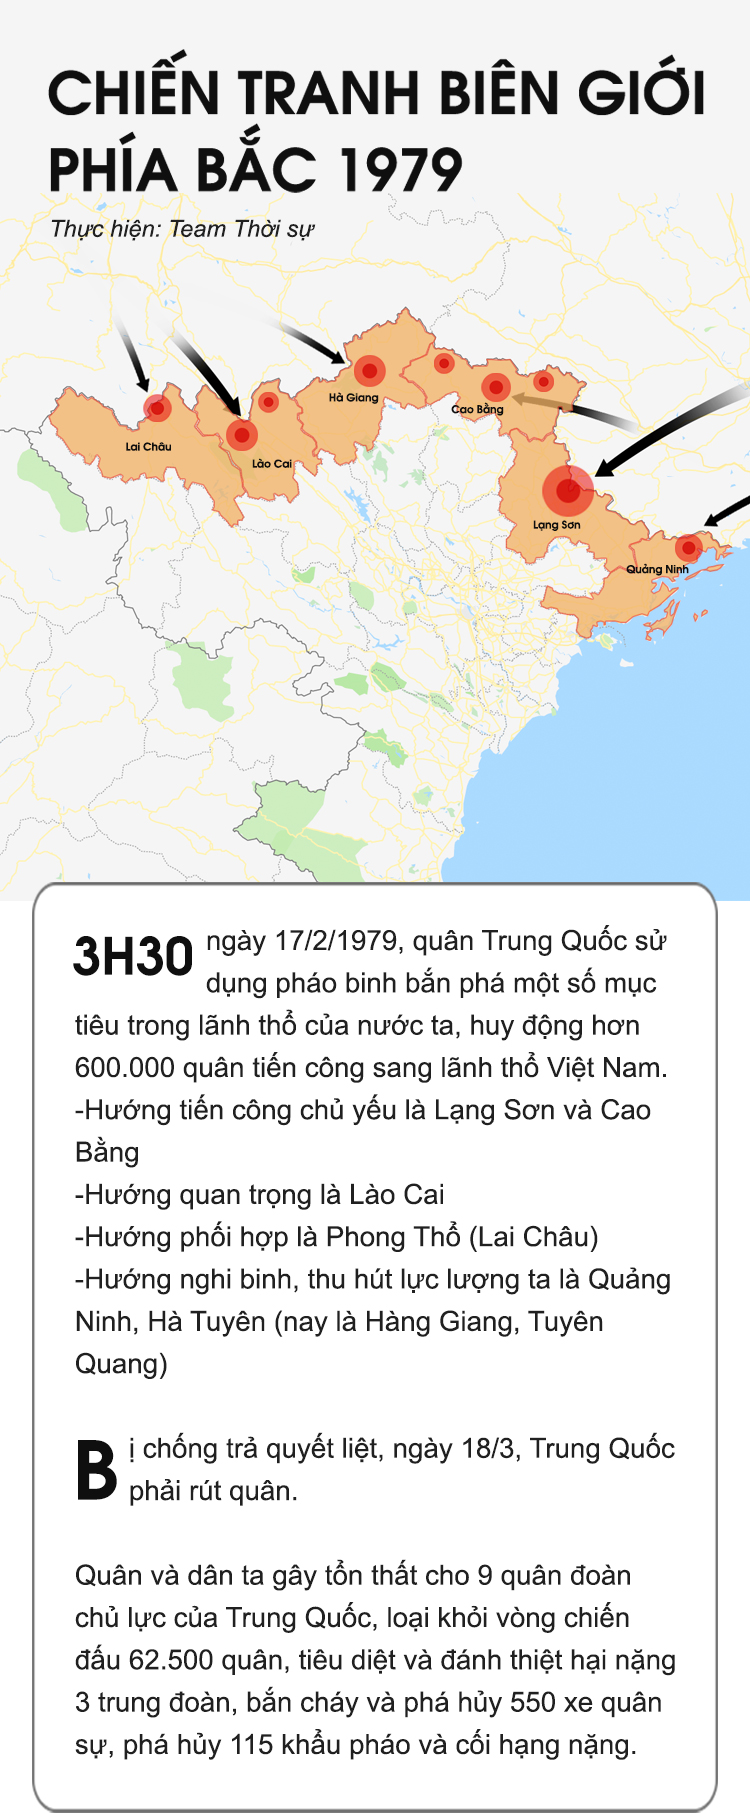 CHIẾN TRANH BIÊN GIỚI
PHÍA BẮC 1979
Thực hiện: Team Thời sự
Hà Giang
Cao Bằng
Lai Châu
Lào Cai
Lạng Sơn
Quảng Ninh
3H30 ngày 17/2/1979, quân Trung Quốc sử
dụng pháo binh bắn phá một số mục
tiêu trong lãnh thổ của nước ta, huy động hơn
600.000 quân tiến công sang lãnh thổ Việt Nam.
-Hướng tiến công chủ yếu là Lạng Sơn và Cao
Bằng
-Hướng quan trọng là Lào Cai
-Hướng phối hợp là Phong Thổ (Lai Châu)
-Hướng nghi binh, thu hút lực lượng ta là Quảng
Ninh, Hà Tuyên (nay là Hàng Giang, Tuyên
Quang)
Bị chống trả quyết liệt, ngày 18/3, Trung Quốc
phải rút quân.
Quân và dân ta gây tổn thất cho 9 quân đoàn
chủ lực của Trung Quốc, loại khỏi vòng chiến
đấu 62.500 quân, tiêu diệt và đánh thiệt hại nặng
3 trung đoàn, bắn cháy và phá hủy 550 xe quân
sự, phá hủy 115 khẩu pháo và cối hạng nặng.